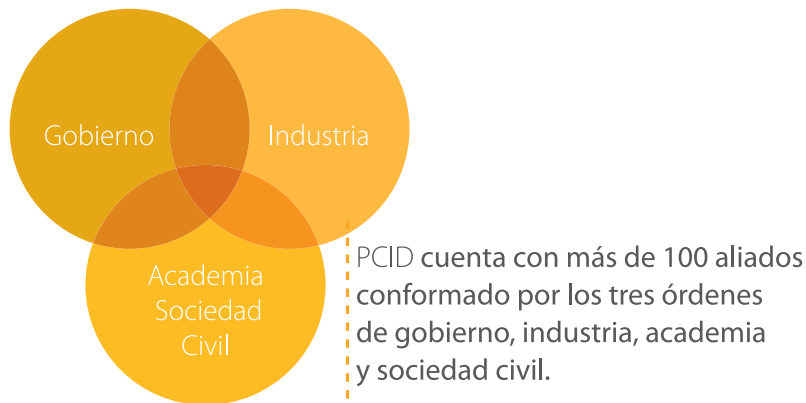 Gobierno
Industria
Academia
Sociedad
Civil
PCID cuenta con más de 100 aliados
conformado por los tres órdenes
de gobierno, industria, academia
y sociedad civil.